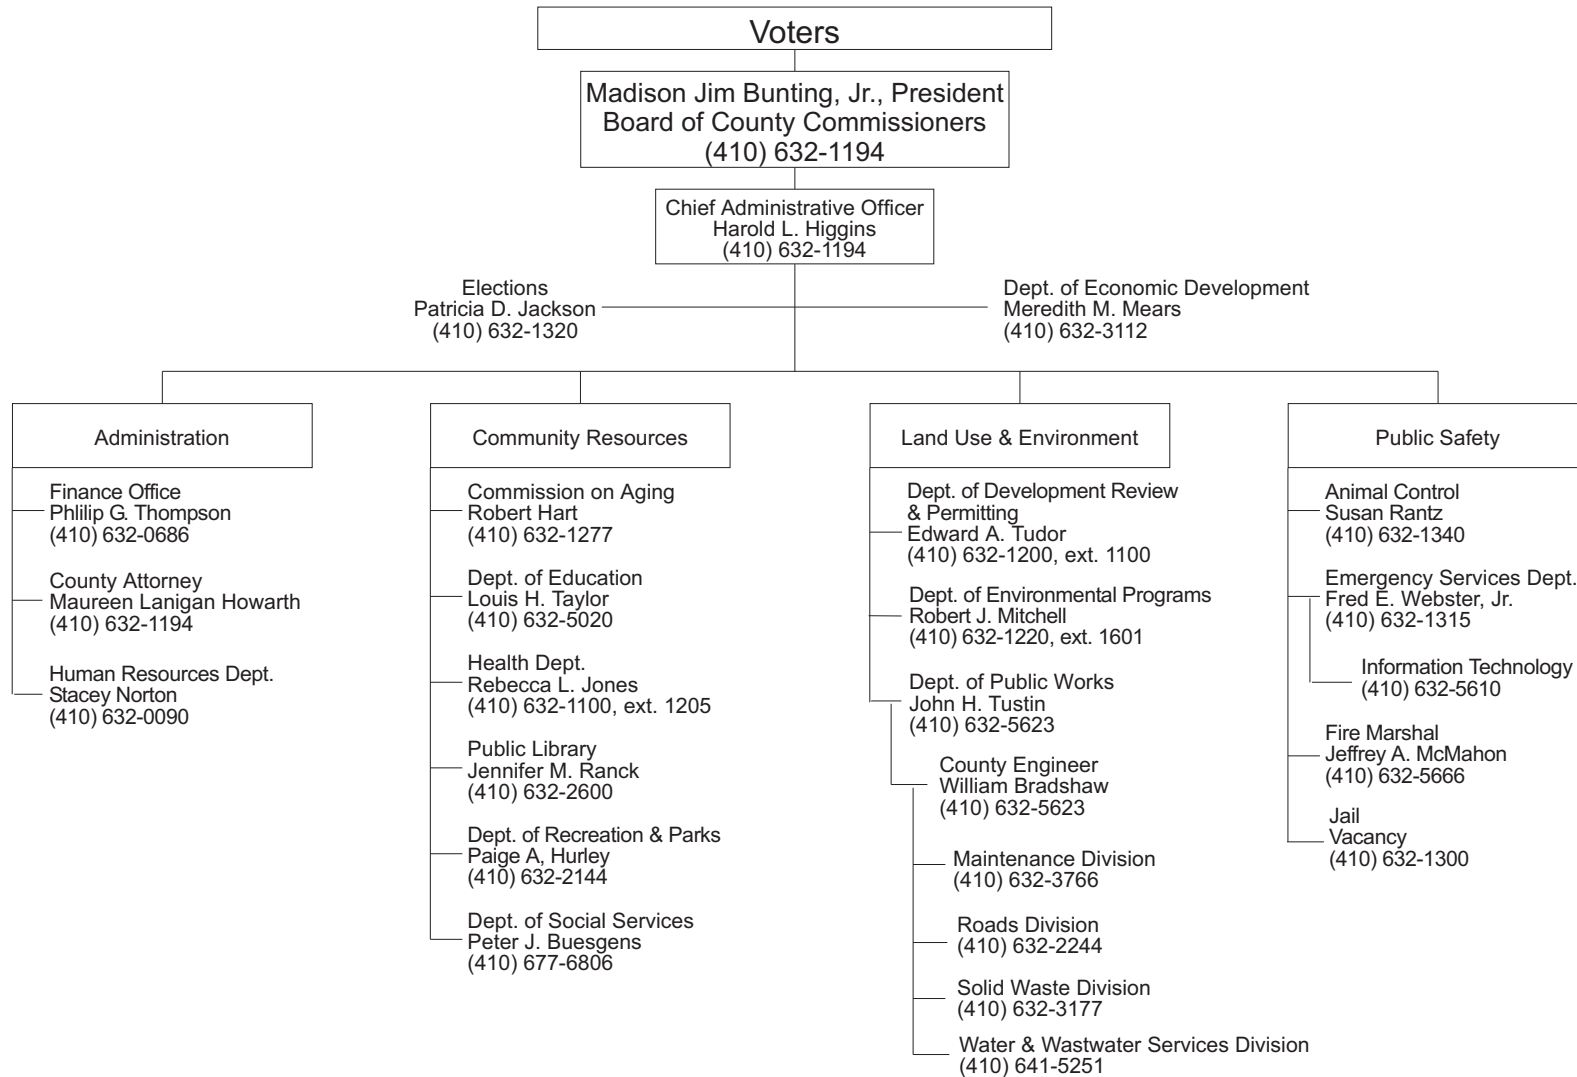 Voters
Madison Jim Bunting, Jr., President
Board of County Commissioners
(410) 632-1194
Chief Administrative Officer
Harold L. Higgins
(410) 632-1194
Elections
Patricia D. Jackson
(410) 632-1320
Dept. of Economic Development
Meredith M. Mears
(410) 632-3112
Administration
Finance Office
Phlilip G. Thompson
(410) 632-0686
County Attorney
Maureen Lanigan Howarth
(410) 632-1194
Human Resources Dept.
Stacey Norton
(410) 632-0090
Community Resources
Commission on Aging
Robert Hart
(410) 632-1277
Dept. of Education
Louis H. Taylor
(410) 632-5020
Health Dept.
Rebecca L. Jones
(410) 632-1100, ext. 1205
Public Library
Jennifer M. Ranck
(410) 632-2600
Dept. of Recreation & Parks
Paige A, Hurley
(410) 632-2144
Dept. of Social Services
Peter J. Buesgens
(410) 677-6806
Land Use & Environment
Dept. of Development Review
& Permitting
Edward A. Tudor
(410) 632-1200, ext. 1100
Dept. of Environmental Programs
Robert J. Mitchell
(410) 632-1220, ext. 1601
Dept. of Public Works
John H. Tustin
(410) 632-5623
County Engineer
William Bradshaw
(410) 632-5623
Maintenance Division
(410) 632-3766
Roads Division
(410) 632-2244
Solid Waste Division
(410) 632-3177
Water & Wastwater Services Division
(410) 641-5251
Public Safety
Animal Control
Susan Rantz
(410) 632-1340
Emergency Services Dept.
Fred E. Webster, Jr.
(410) 632-1315
Information Technology
(410) 632-5610
Fire Marshal
Jeffrey A. McMahon
(410) 632-5666
Jail
Vacancy
(410) 632-1300